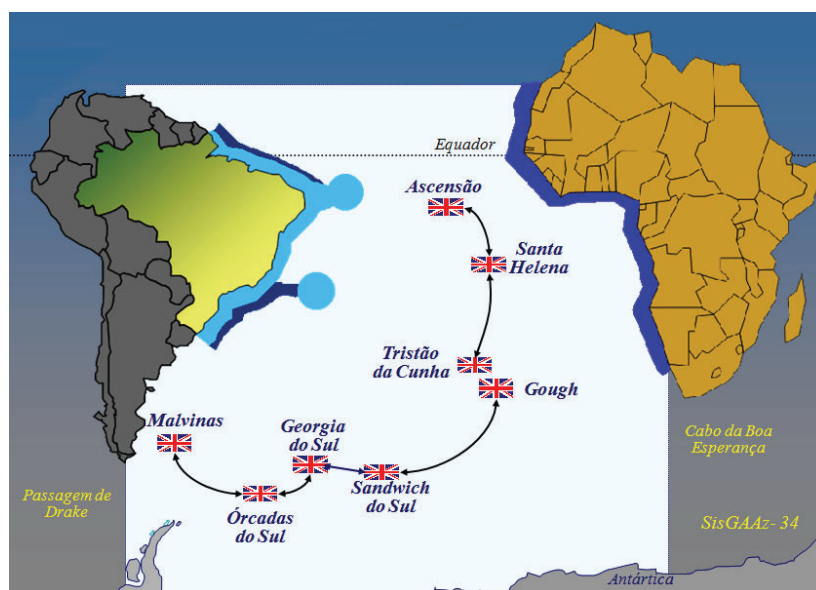 Equador
Ascensão
Santa
Helena
Tristão
da Cunha
Gough
Malvinas
Georgia
do Sul
Cabo da Boa
Esperança
Sandwich
do Sul
Passagem de
Drake
Órcadas
do Sul
SisGAAz- 34
Antártica